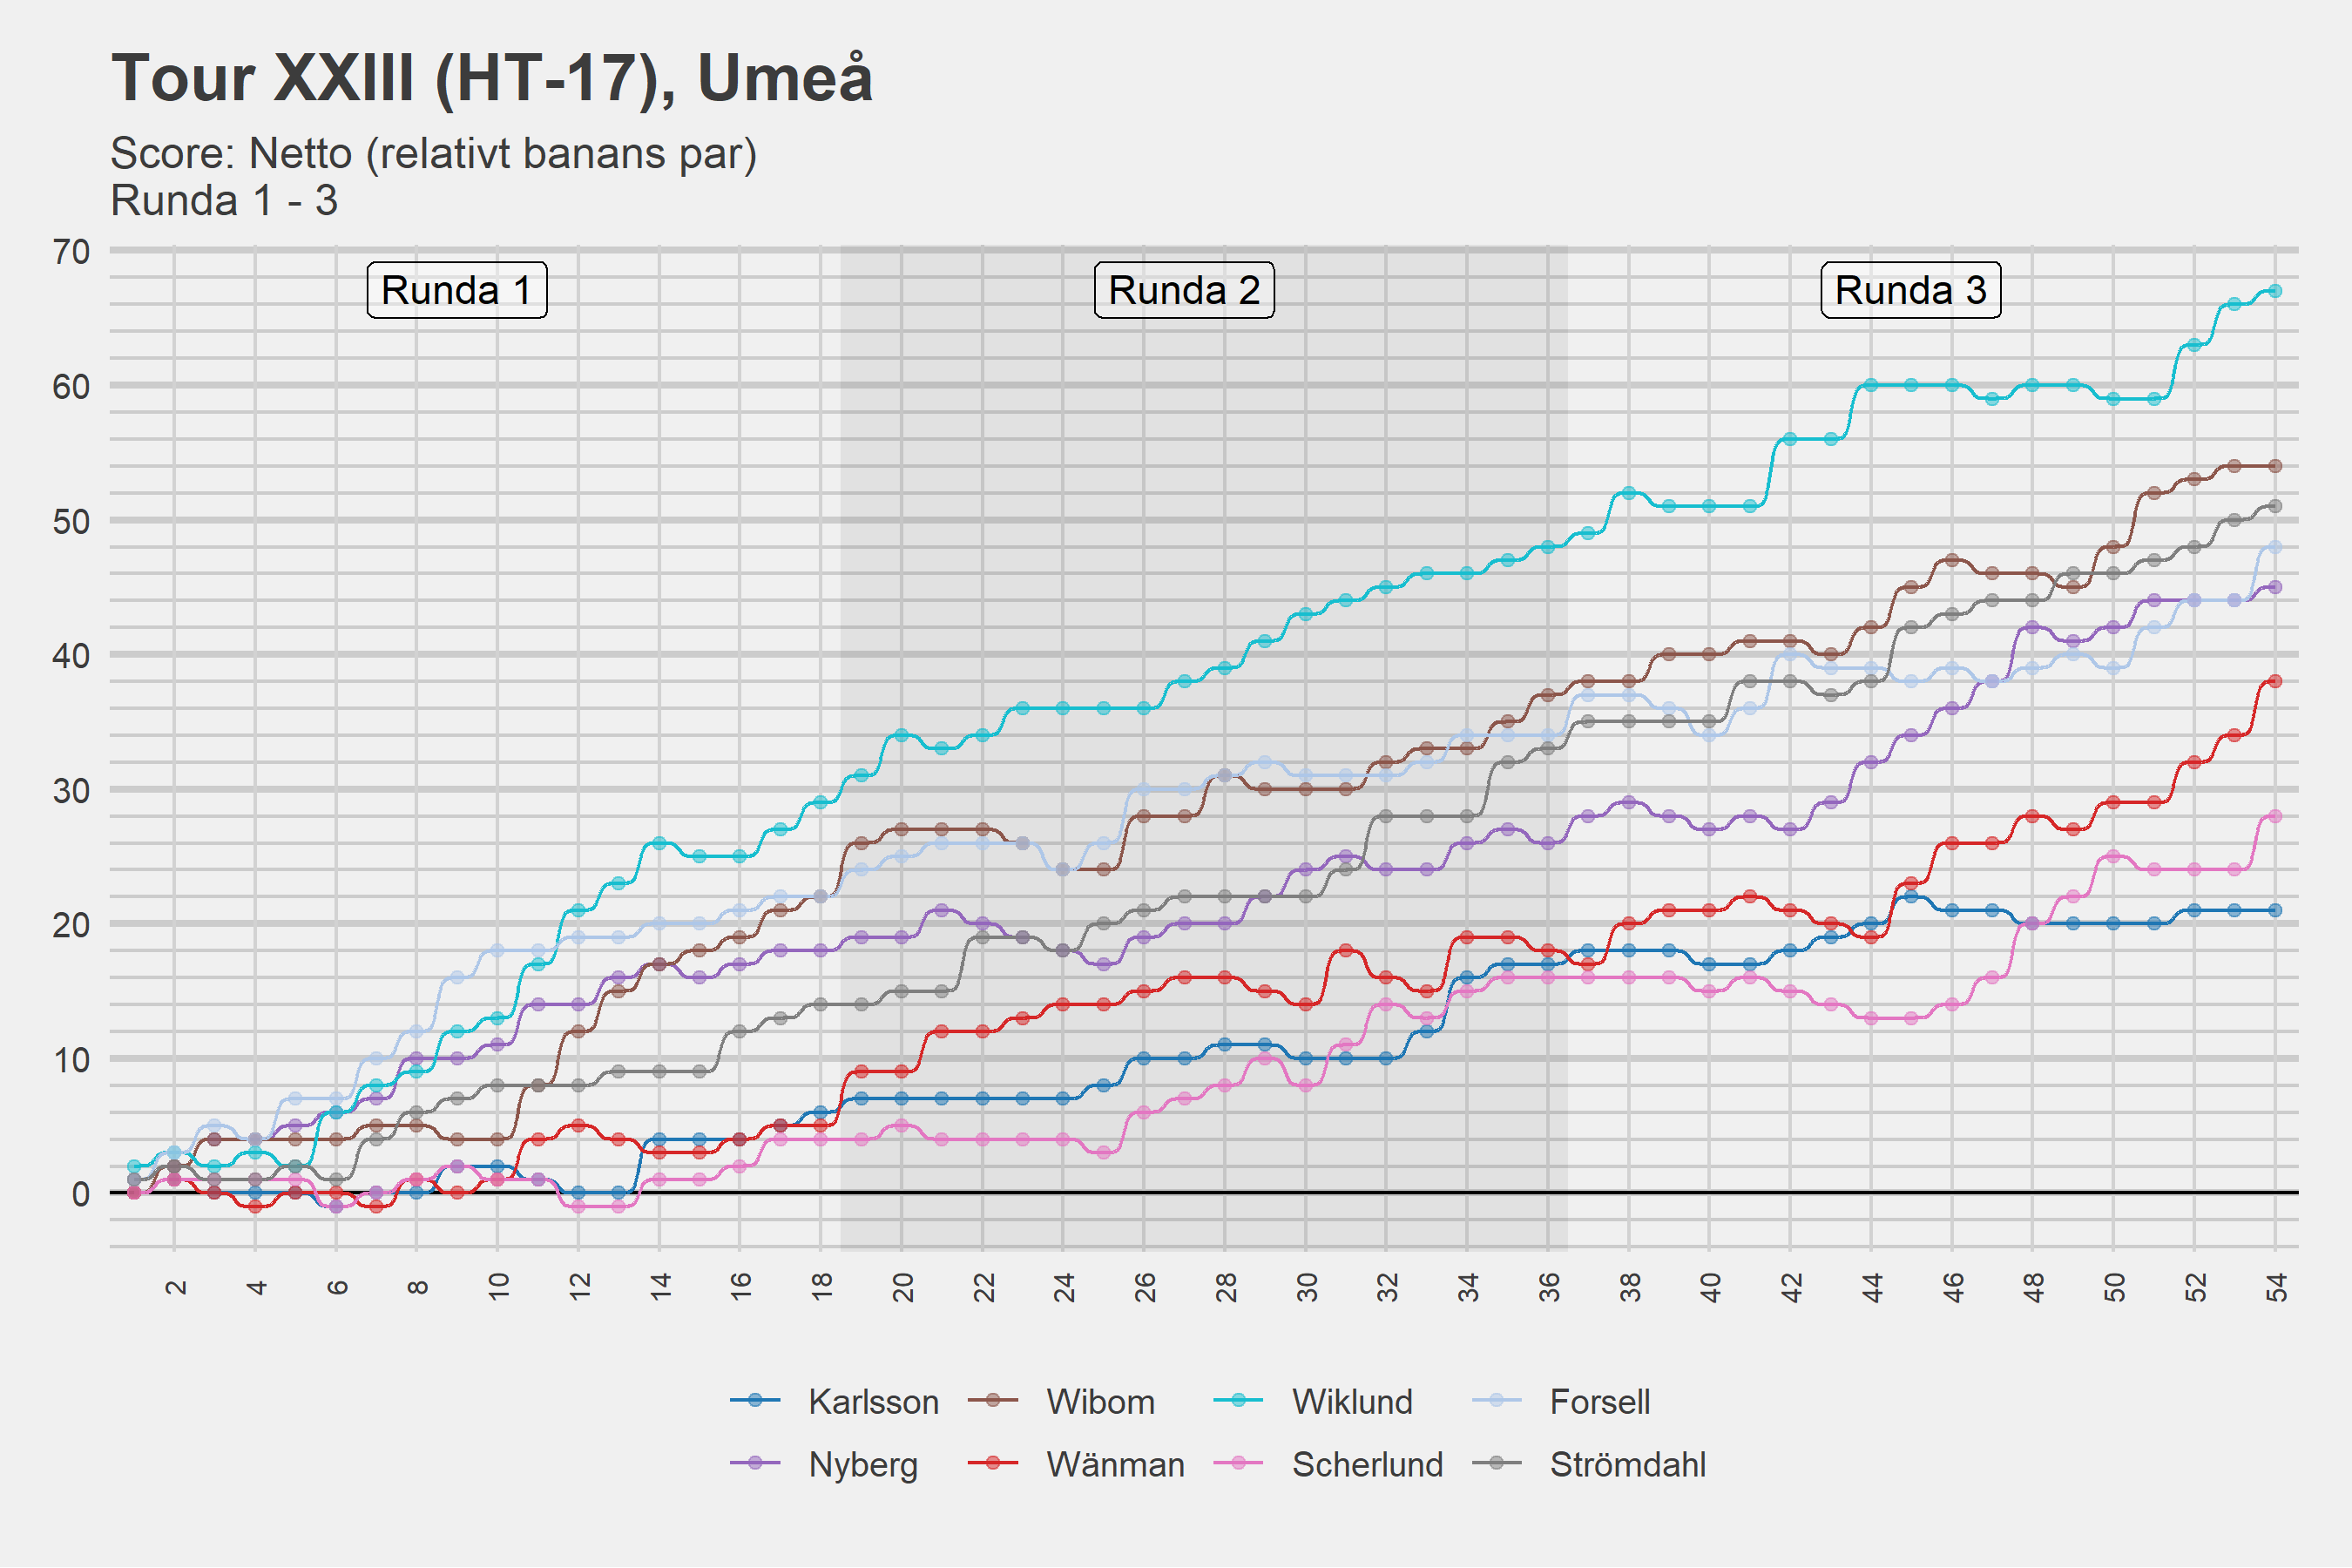 Tour XXIII (HT-17), Umeå
Score: Netto (relativt banans par)
Runda 1 - 3
70
60
50
40
30
20
10
0
Runda 1
Runda 2
Runda 3
2 4 6 8 10 12 14 16 18 20 22 24 26 28 30 32 34 36 38 40 42 44 46 48 50 52 54
Karlsson Wibom Wiklund Forsell
Nyberg Wänman Scherlund Strömdahl